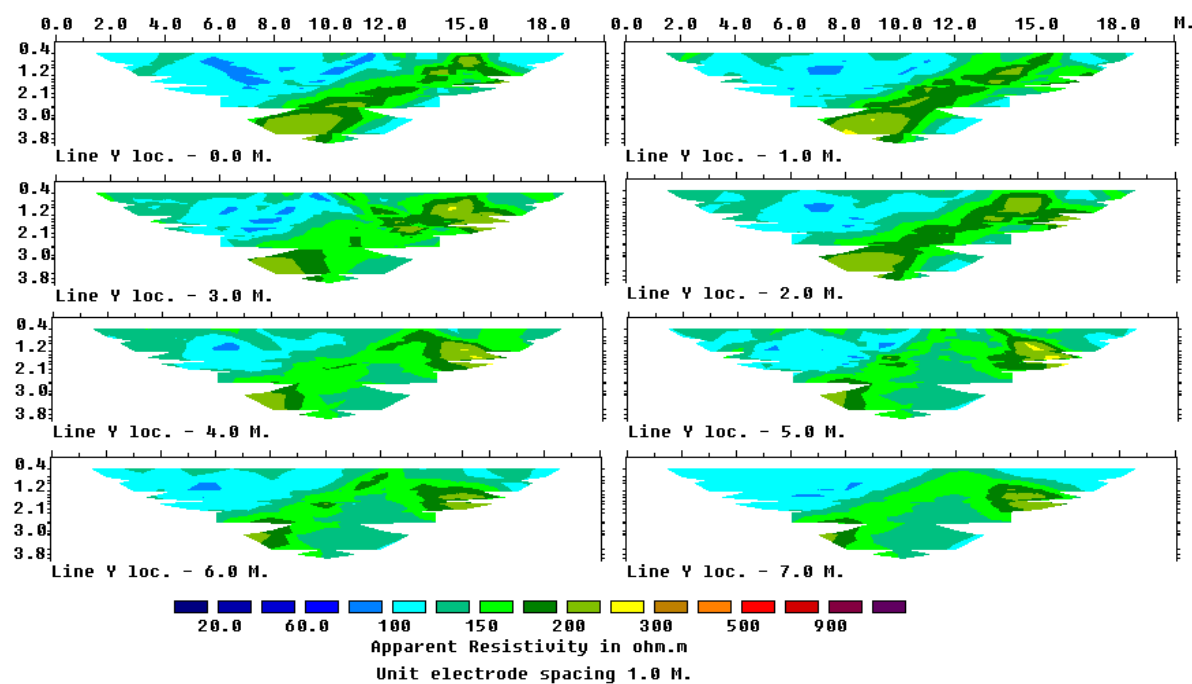 0.0 2.0 4.0 6.0 8.0 10.0 12.0 15.0 18.0
0.0 2.0 4.0 6.0 8.0 10.0 12.0 15.0 18.0 M.
0.4
1.2
2.1
3.0
3.8
Line Y loc. - 0.0 M.
Line Y loc. - 1.0 M.
0.4
1.2
2.1
3.0
3.8
Line Y loc. - 3.0 M.
Line Y loc. - 2.0 M.
0.4
1.2
2.1
3.0
3.8
Line Y loc. - 4.0 M.
Line Y loc. - 5.0 M.
0.4
1.2
2.1
3.0
3.8
Line Y loc. - 6.0 M.
Line Y loc. - 7.0 M.
20.0 60.0 100 150 200 300 500 900
Apparent Resistivity in ohm.m
Unit electrode spacing 1.0 M.